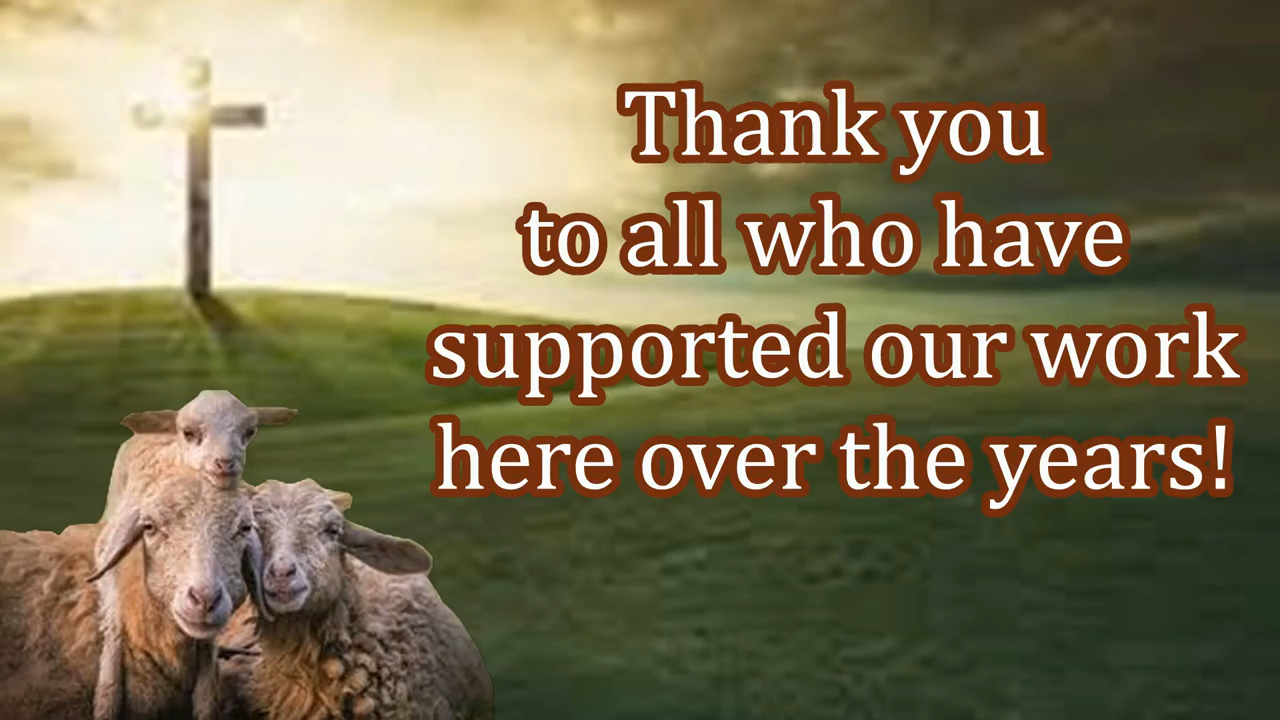 Thank you
to all who have
supported our work
here over the years!